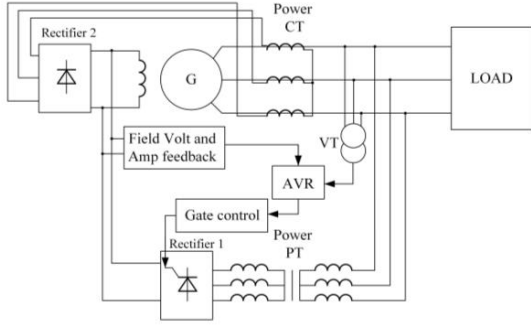 Power
CT
Rectifier 2
G
LOAD
Field Volt and
Amp feedback
VT
AVR
Gate control
Power
PT
Rectifier 1